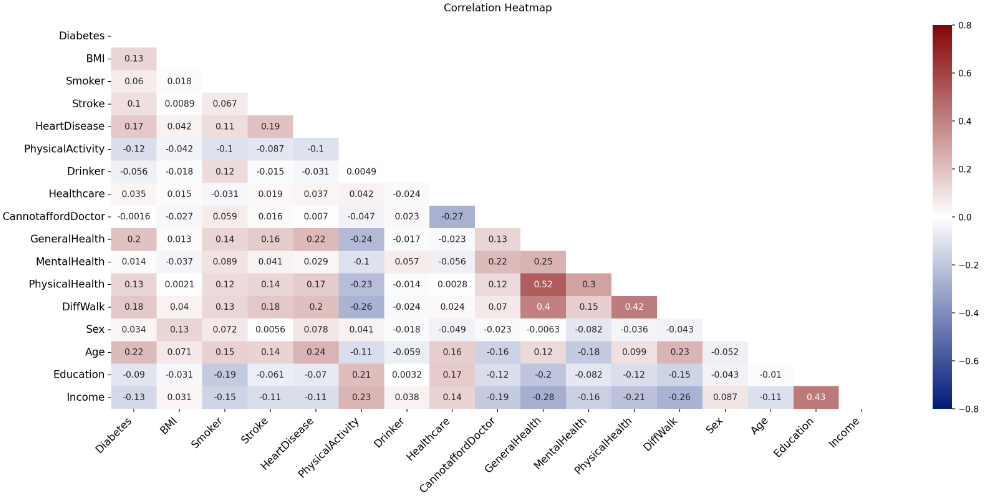 Correlation Heatmap
Diabetes
BMI 0.13
Smoker 0.06 0.018
Stroke 0.1 0.0089 0.067
HeartDisease 0.17 0.042 0.11 0.19
PhysicalActivity -0.12 -0.042 -0.1 -0.087 -0.1
Drinker -0.056 -0.018 0.12 -0.015 -0.031 0.0049
Healthcare 0.035 0.015 -0.031 0.019 0.037 0.042 -0.024
CannotaffordDoctor -0.0016 -0.027 0.059 0.016 0.007 -0.047 0.023 -0.27
GeneralHealth 0.2 0.013 0.14 0.16 0.22 -0.24 -0.017 -0.023 0.13
MentalHealth 0.014 -0.037 0.089 0.041 0.029 -0.1 0.057 -0.056 0.22 0.25
PhysicalHealth 0.13 0.0021 0.12 0.14 0.17 -0.23 -0.014 0.0028 0.12 0.52 0.3
DiffWalk 0.18 0.04 0.13 0.18 0.2 -0.26 -0.024 0.024 0.07 0.4 0.15 0.42
Sex 0.034 0.13 0.072 0.0056 0.078 0.041 -0.018 -0.049 -0.023 -0.0063 -0.082 -0.036 -0.043
Age 0.22 0.071 0.15 0.14 0.24 -0.11 -0.059 0.16 -0.16 0.12 -0.18 0.099 0.23 -0.052
Education -0.09 -0.031 -0.19 -0.061 -0.07 0.21 0.0032 0.17 -0.12 -0.2 -0.082 -0.12 -0.15 -0.043 -0.01
Income -0.13 0.031 -0.15 -0.11 -0.11 0.23 0.038 0.14 -0.19 -0.28 -0.16 -0.21 -0.26 0.087 -0.11 0.43
Diabetes BMI Smoker Stroke HeartDisease PhysicalActivity Drinker Healthcare CannotaffordDoctor GeneralHealth MentalHealth PhysicalHealth DiffWalk Sex Age Education Income
0.8
0.6
0.4
0.2
0.0
−0.2
−0.4
−0.6
−0.8